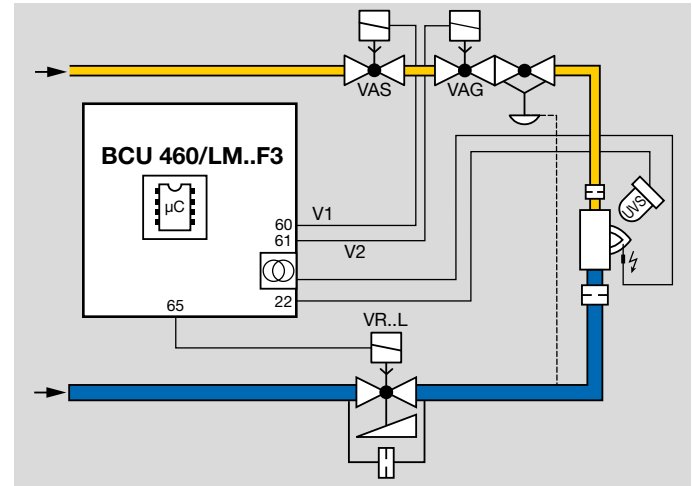 VAS
VAG
BCU 460/LM..F3
µC
60
V1
61
V2
UVS
22
65
VR..L